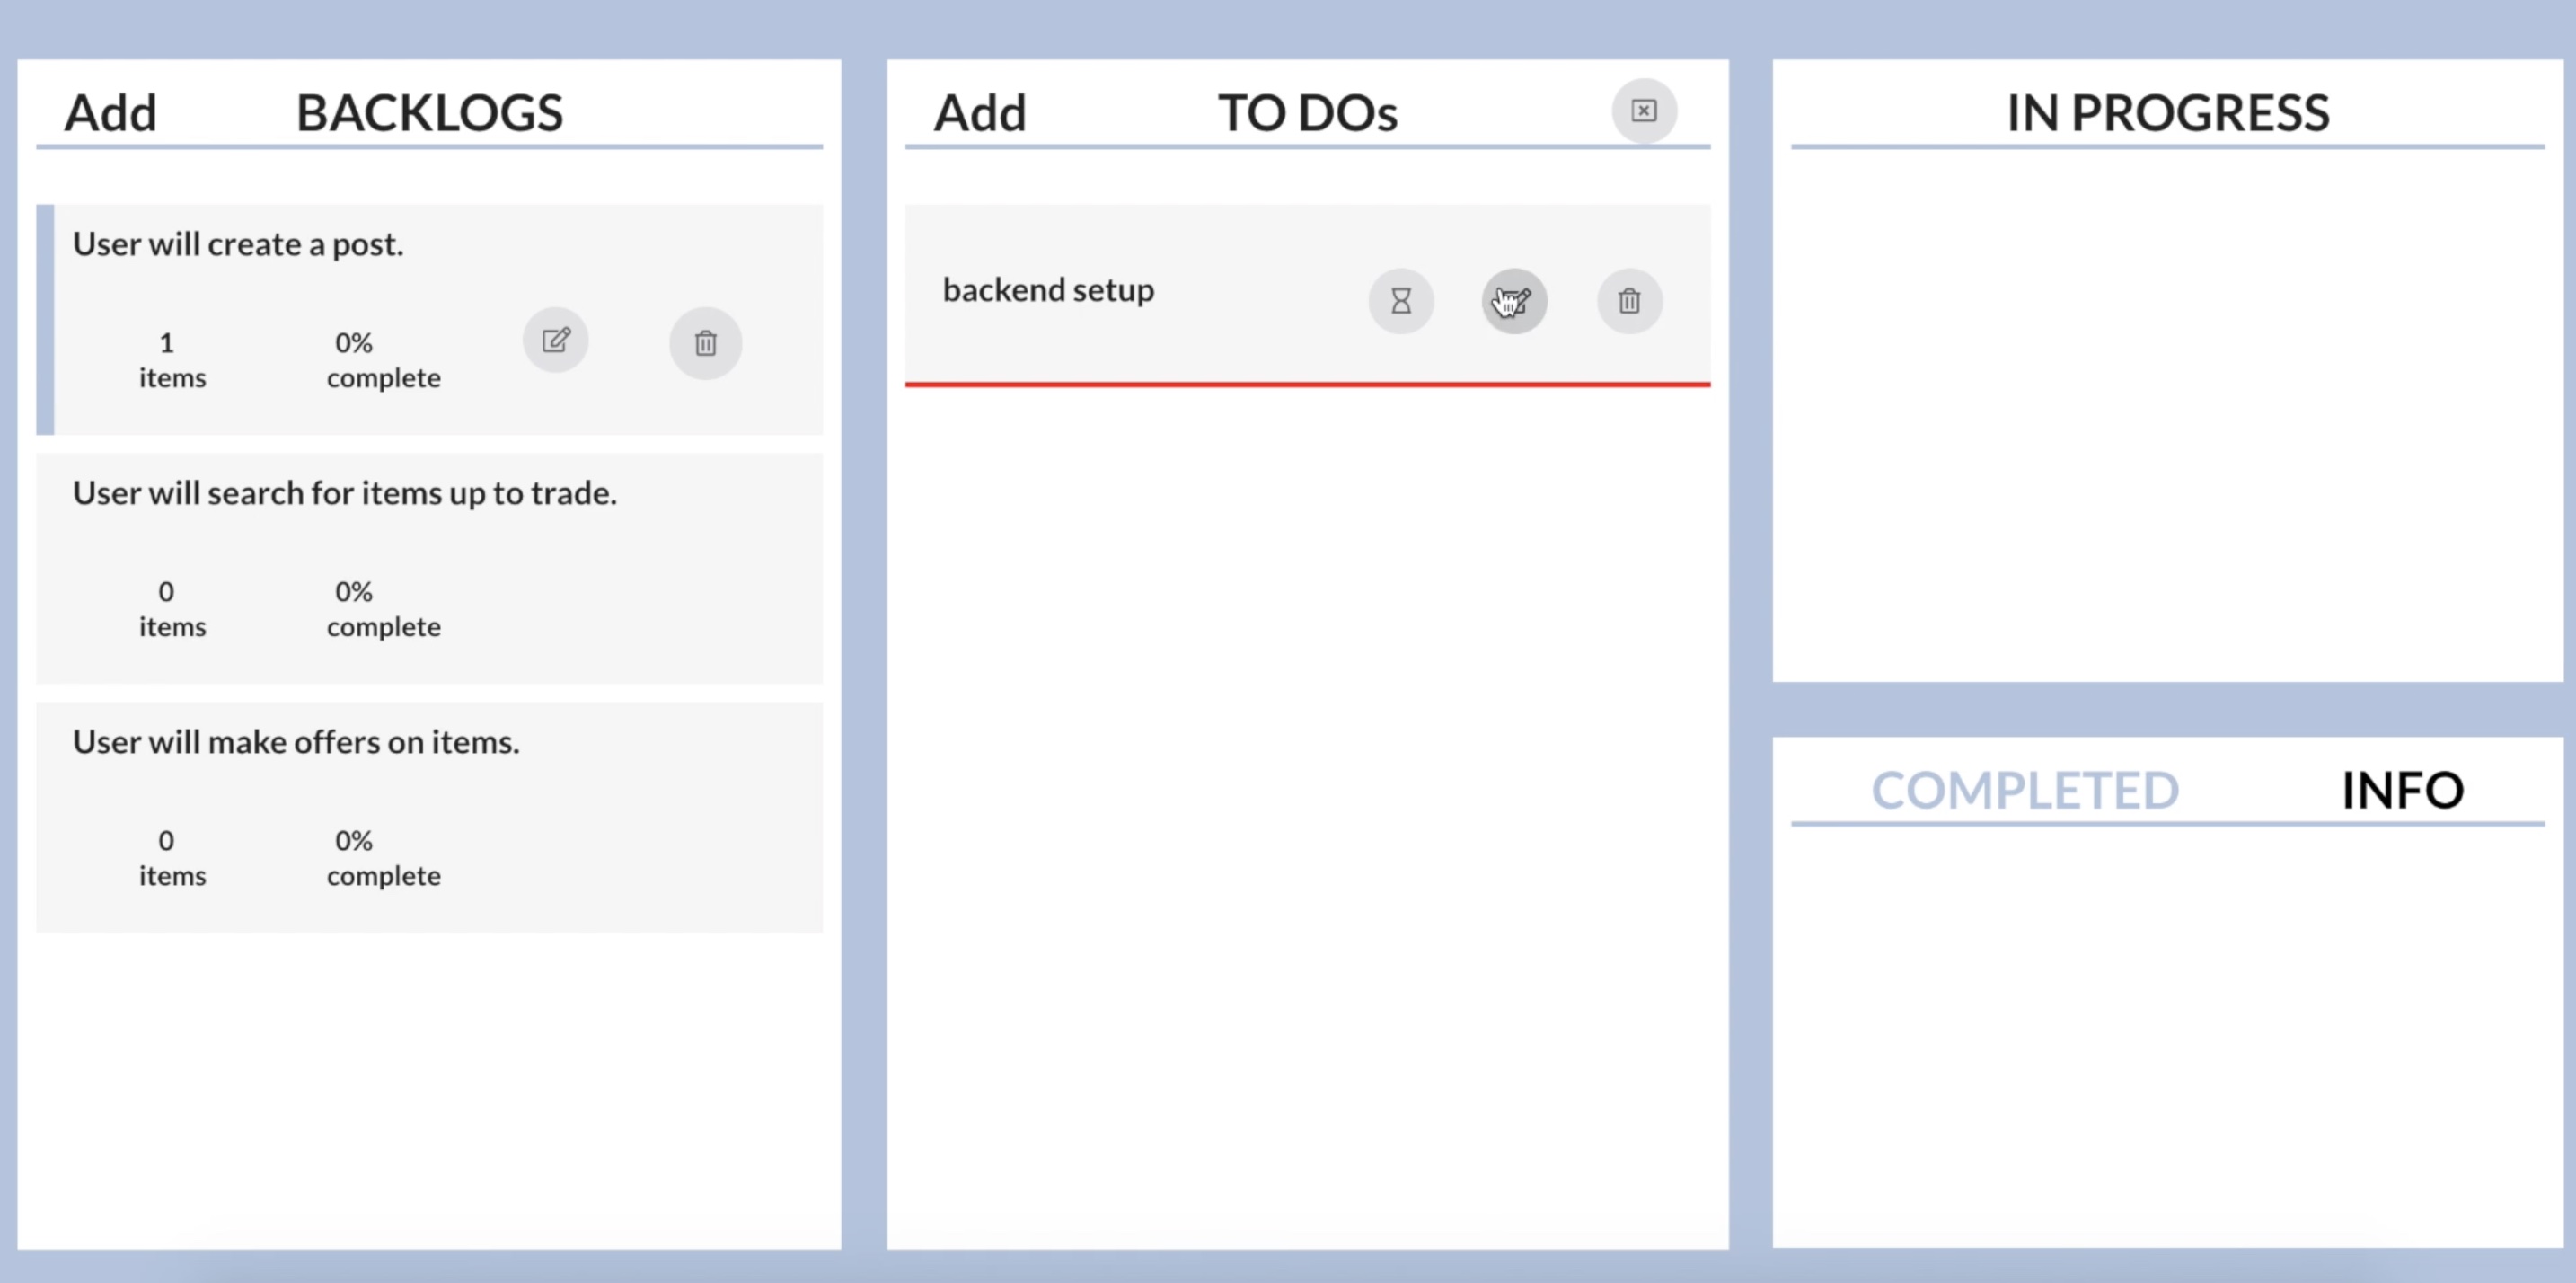 Add BACKLOGS
User will create a post.
1 0%
items complete
User will search for items up to trade.
0 0%
items complete
User will make offers on items.
0 0%
items complete
Add TO DOs
backend setup
IN PROGRESS
COMPLETED INFO